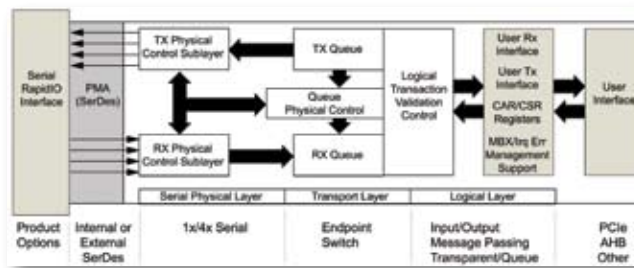 Serial
RapidIO
Interface
PMA
(SerDes)
TX Physical
Control Sublayer
RX Physical
Control Sublayer
TX Queue
Queue
Physical Control
RX Queue
Logical
Transaction
Validation
Control
User Rx
Interface
User Tx
Interface
CAR/CSR
Registers
MBX/Irq Err
Management
Support
User
Interface
Serial Physical Layer
Transport Layer
Logical Layer
Product
Options
Internal or
External
SerDes
1x/4x Serial
Endpoint
Switch
Input/Output
Message Passing
Transparent/Queue
PCIe
AHB
Other